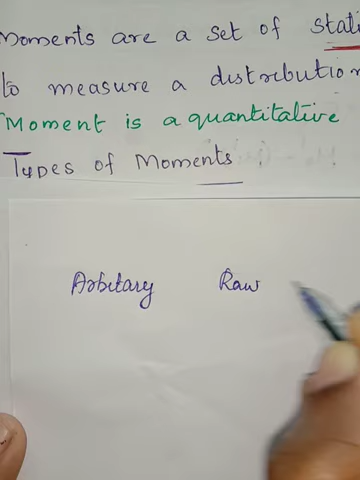 Moments are a set of stati
to measure a distribution
Moment is a quantitative
Types of Moments :
Arbitary Raw